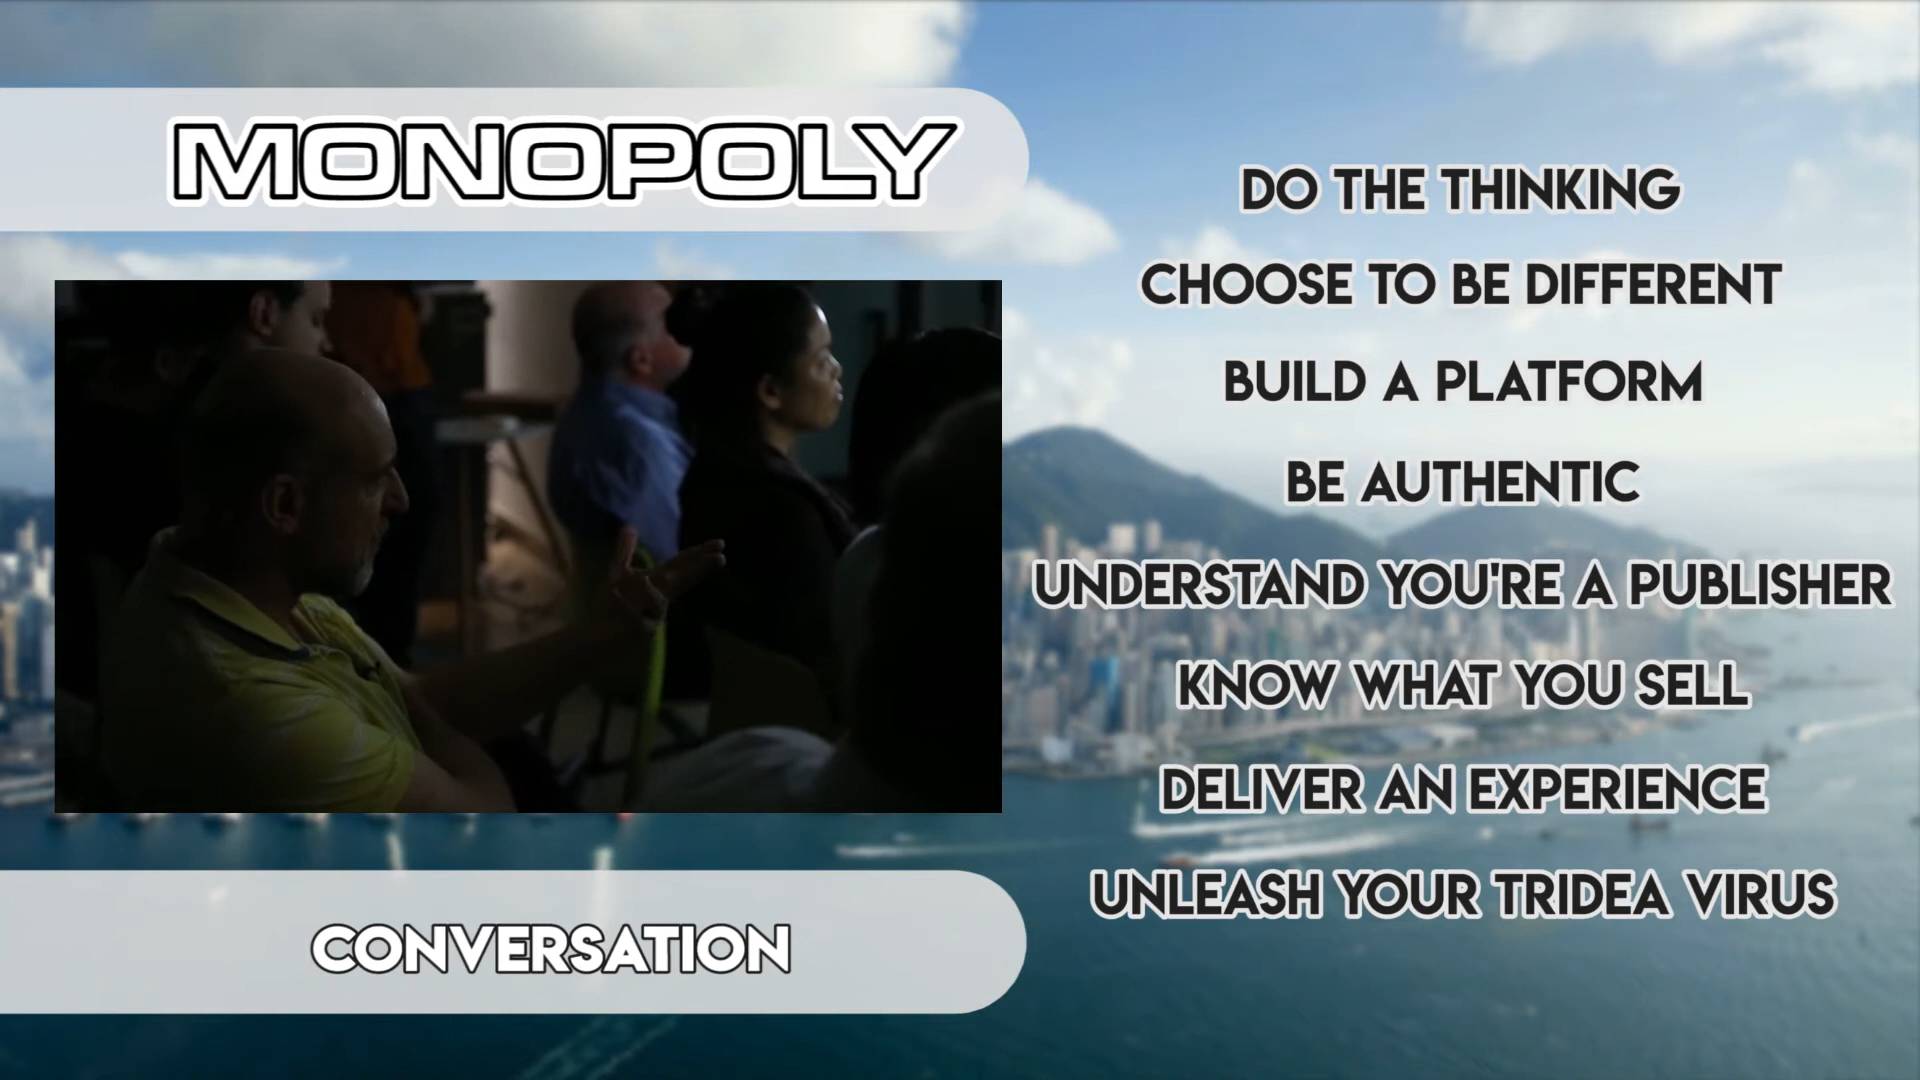 MONOPOLY
CONVERSATION
DO THE THINKING
CHOOSE TO BE DIFFERENT
BUILD A PLATFORM
BE AUTHENTIC
UNDERSTAND YOU'RE A PUBLISHER
KNOW WHAT YOU SELL
DELIVER AN EXPERIENCE
UNLEASH YOUR TRIDEA VIRUS